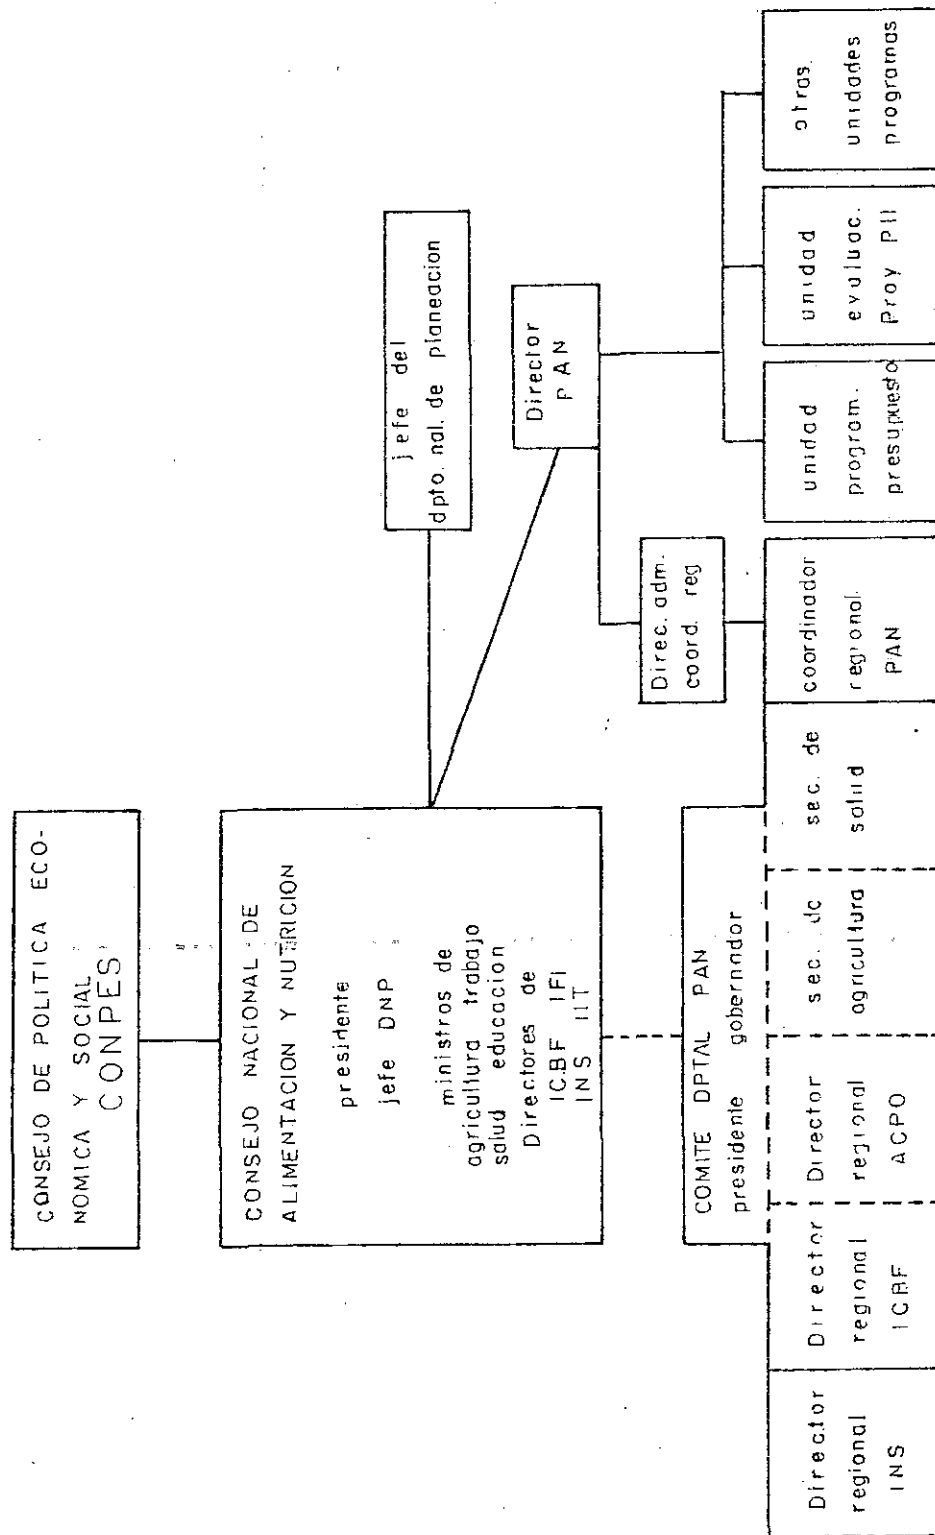 CONSEJO DE POLITICA ECO-
NOMICA Y SOCIAL
CONPES
CONSEJO NACIONAL DE
ALIMENTACION Y NUTRICION
presidente
jefe DNP
ministros de
agricultura trabajo
salud educacion
Directores de
ICBF IFI
INS IIT
jefe del
dpto. nal. de planeacion
Director
PAN
Direc. adm.
coord. reg
COMITE DPTAL PAN
presidente gobernador
Director
regional
INS
Director
regional
ICBF
Director
regional
ACPO
sec. de
agricultura
sec. de
salud
coordinador
regional.
PAN
unidad
program.
presupuesto
unidad
evuluac.
Proy PII
otras.
unidades
programas